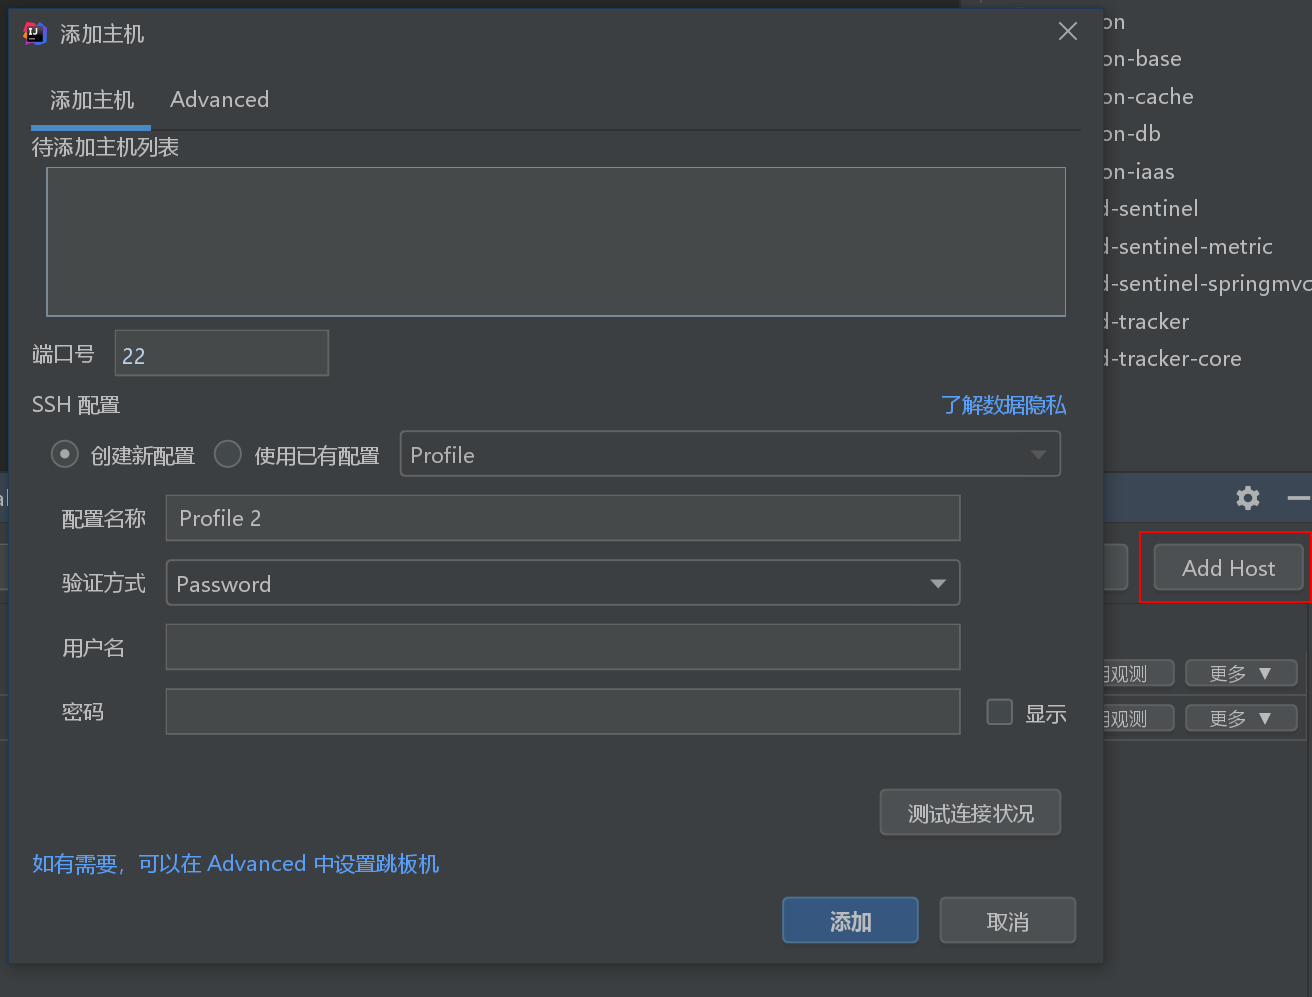 添加主机
添加主机 Advanced
待添加主机列表
端口号 22
SSH 配置 了解数据隐私
创建新配置 使用已有配置 Profile
配置名称 Profile 2
验证方式 Password
用户名
密码 显示
测试连接状况
如有需要，可以在 Advanced 中设置跳板机
添加 取消
on
on-base
on-cache
on-db
on-iaas
d-sentinel
d-sentinel-metric
d-sentinel-springmvc
d-tracker
d-tracker-core
Add Host
观测 更多 ▼
观测 更多 ▼